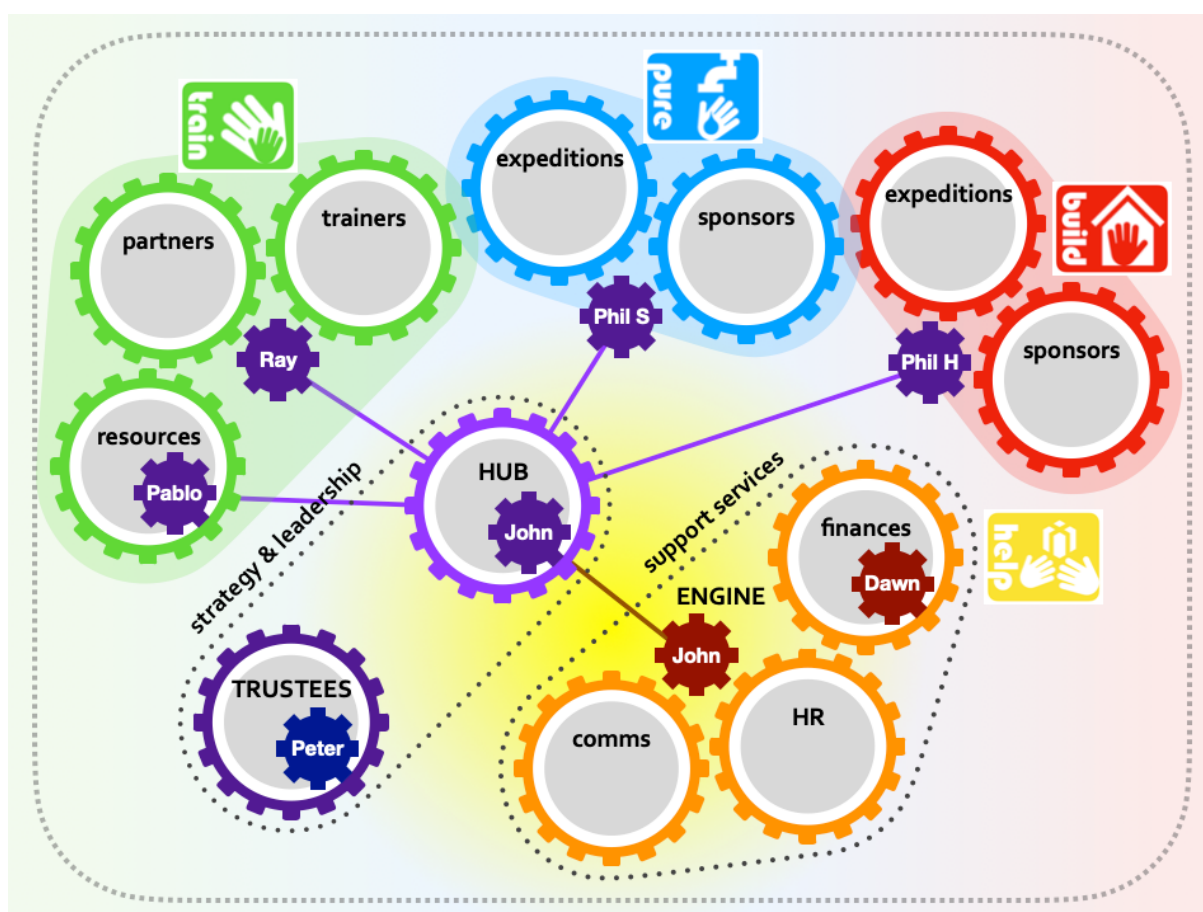 train
pure
build
help
expeditions
sponsors
expeditions
trainers
partners
Phil S
Ray
Phil H
sponsors
resources
Pablo
HUB
John
strategy & leadership
support services
finances
Dawn
ENGINE
John
TRUSTEES
Peter
comms
HR